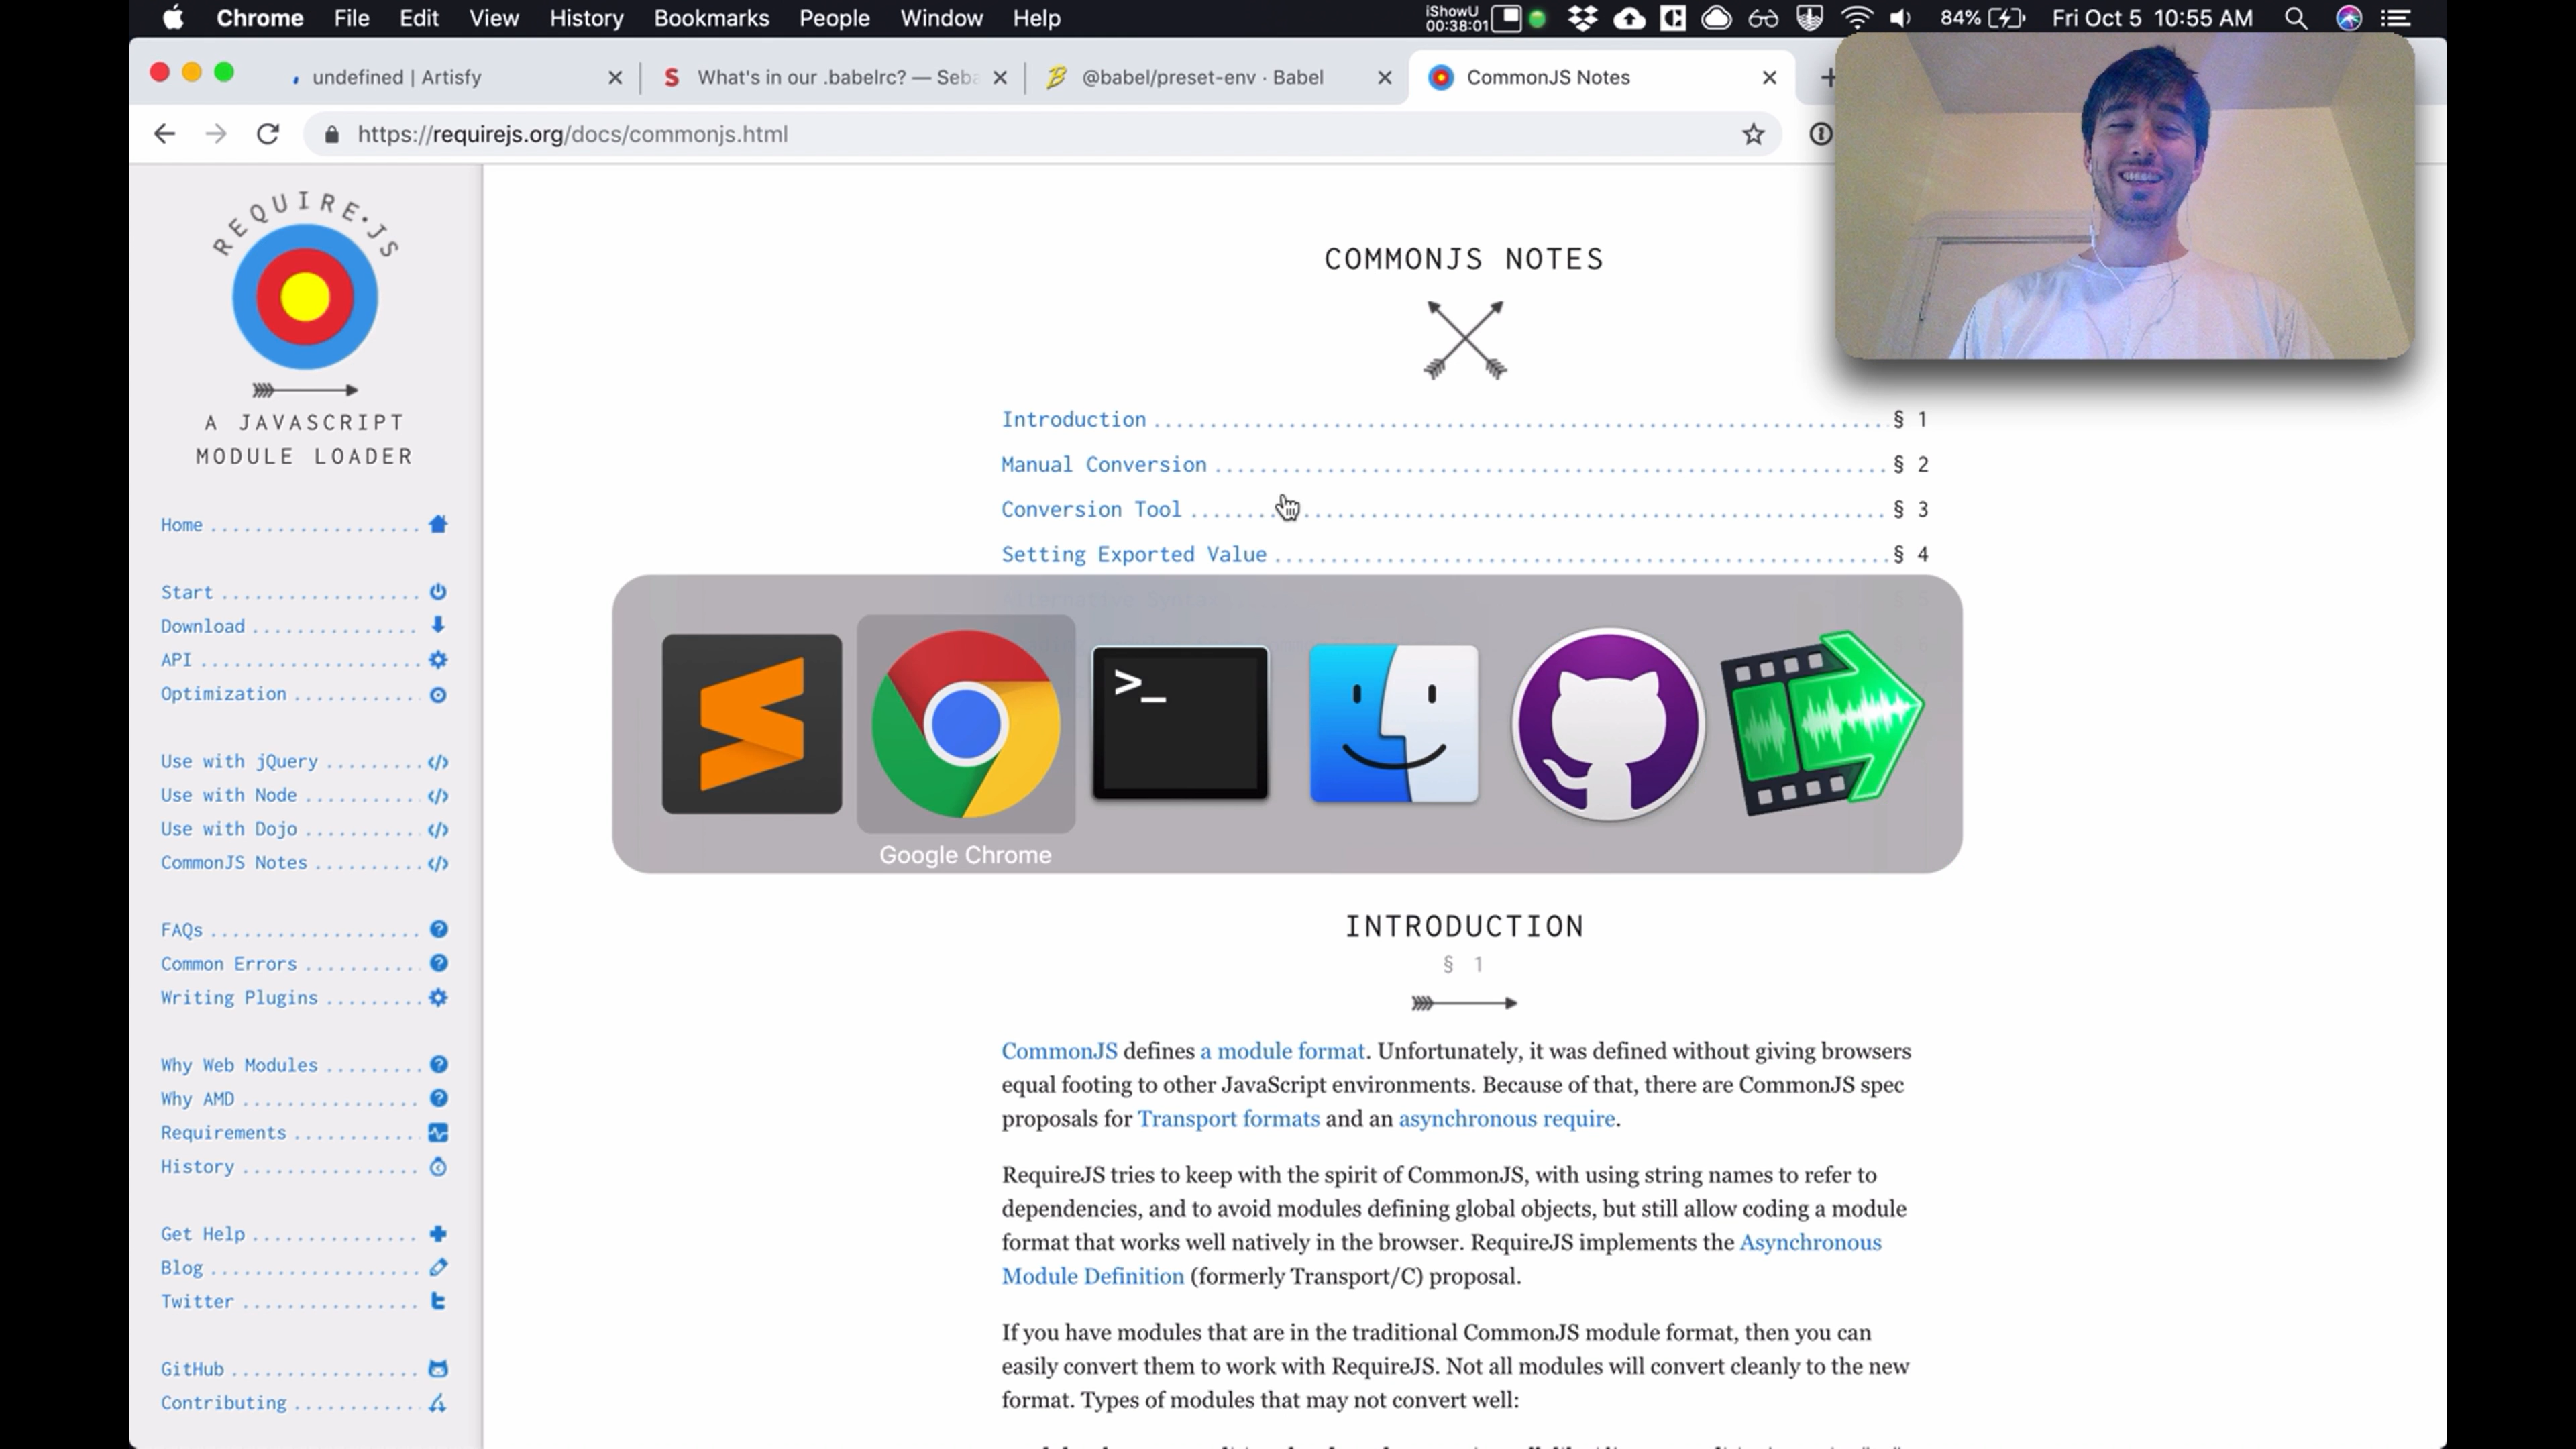 Chrome File Edit View History Bookmarks People Window Help
iShowU
00:38:01
84%
Fri Oct 5 10:55 AM
undefined | Artisfy
What's in our .babelrc? — Seba
@babel/preset-env · Babel
CommonJS Notes
https://requirejs.org/docs/commonjs.html
REQUIRE.JS
A JAVASCRIPT
MODULE LOADER
Home
Start
Download
API
Optimization
Use with jQuery
Use with Node
Use with Dojo
CommonJS Notes
FAQs
Common Errors
Writing Plugins
Why Web Modules
Why AMD
Requirements
History
Get Help
Blog
Twitter
GitHub
Contributing
COMMONJS NOTES
Introduction § 1
Manual Conversion § 2
Conversion Tool § 3
Setting Exported Value § 4
>_
Google Chrome
INTRODUCTION
§ 1
CommonJS defines a module format. Unfortunately, it was defined without giving browsers
equal footing to other JavaScript environments. Because of that, there are CommonJS spec
proposals for Transport formats and an asynchronous require.
RequireJS tries to keep with the spirit of CommonJS, with using string names to refer to
dependencies, and to avoid modules defining global objects, but still allow coding a module
format that works well natively in the browser. RequireJS implements the Asynchronous
Module Definition (formerly Transport/C) proposal.
If you have modules that are in the traditional CommonJS module format, then you can
easily convert them to work with RequireJS. Not all modules will convert cleanly to the new
format. Types of modules that may not convert well: